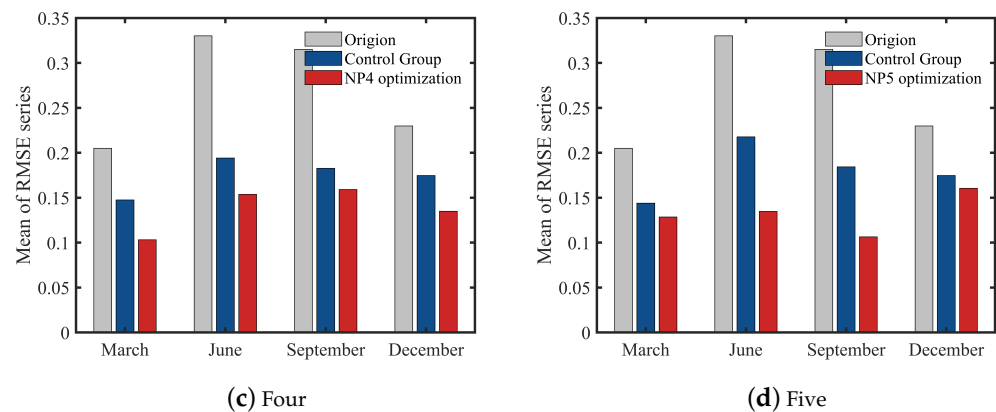 0.35
0.3
0.25
0.2
0.15
0.1
0.05
0
Mean of RMSE series
Origion
Control Group
NP4 optimization
March June September December
(c) Four
0.35
0.3
0.25
0.2
0.15
0.1
0.05
0
Mean of RMSE series
Origion
Control Group
NP5 optimization
March June September December
(d) Five